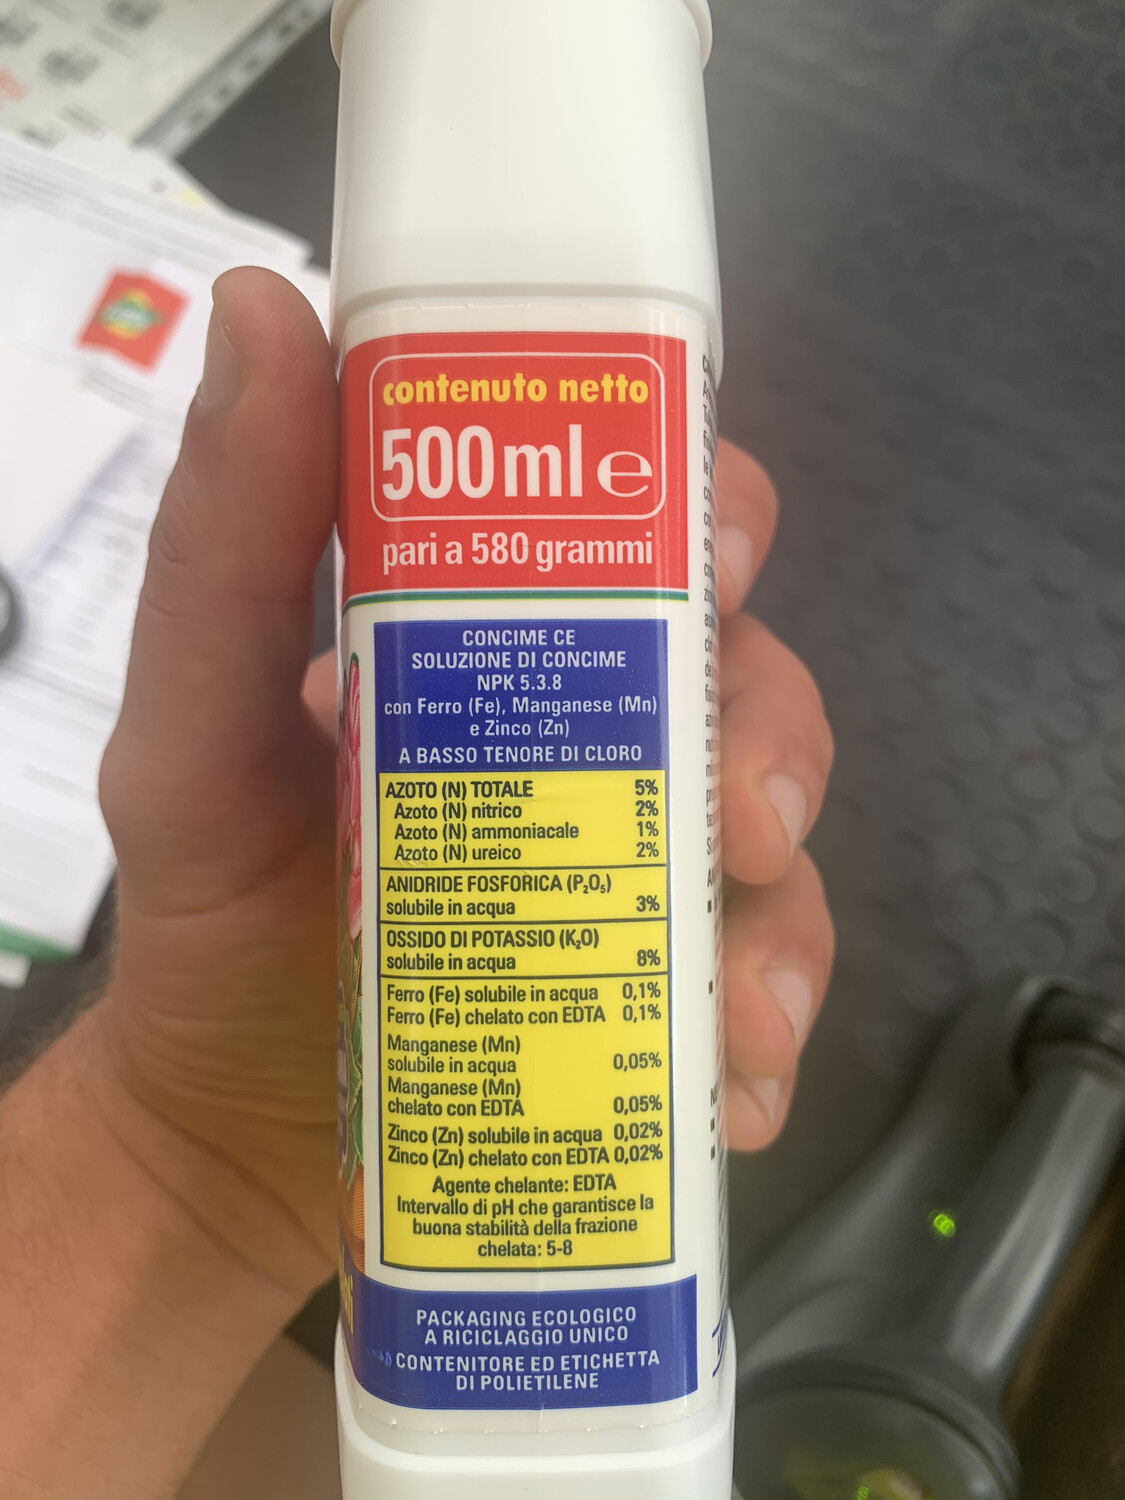 contenuto netto
500ml e
pari a 580 grammi
CONCIME CE
SOLUZIONE DI CONCIME
NPK 5.3.8
con Ferro (Fe), Manganese (Mn)
e Zinco (Zn)
A BASSO TENORE DI CLORO
AZOTO (N) TOTALE 5%
Azoto (N) nitrico 2%
Azoto (N) ammoniacale 1%
Azoto (N) ureico 2%
ANIDRIDE FOSFORICA (P₂O₅)
solubile in acqua 3%
OSSIDO DI POTASSIO (K₂O)
solubile in acqua 8%
Ferro (Fe) solubile in acqua 0,1%
Ferro (Fe) chelato con EDTA 0,1%
Manganese (Mn)
solubile in acqua 0,05%
Manganese (Mn)
chelato con EDTA 0,05%
Zinco (Zn) solubile in acqua 0,02%
Zinco (Zn) chelato con EDTA 0,02%
Agente chelante: EDTA
Intervallo di pH che garantisce la
buona stabilità della frazione
chelata: 5-8
PACKAGING ECOLOGICO
A RICICLAGGIO UNICO
CONTENITORE ED ETICHETTA
DI POLIETILENE